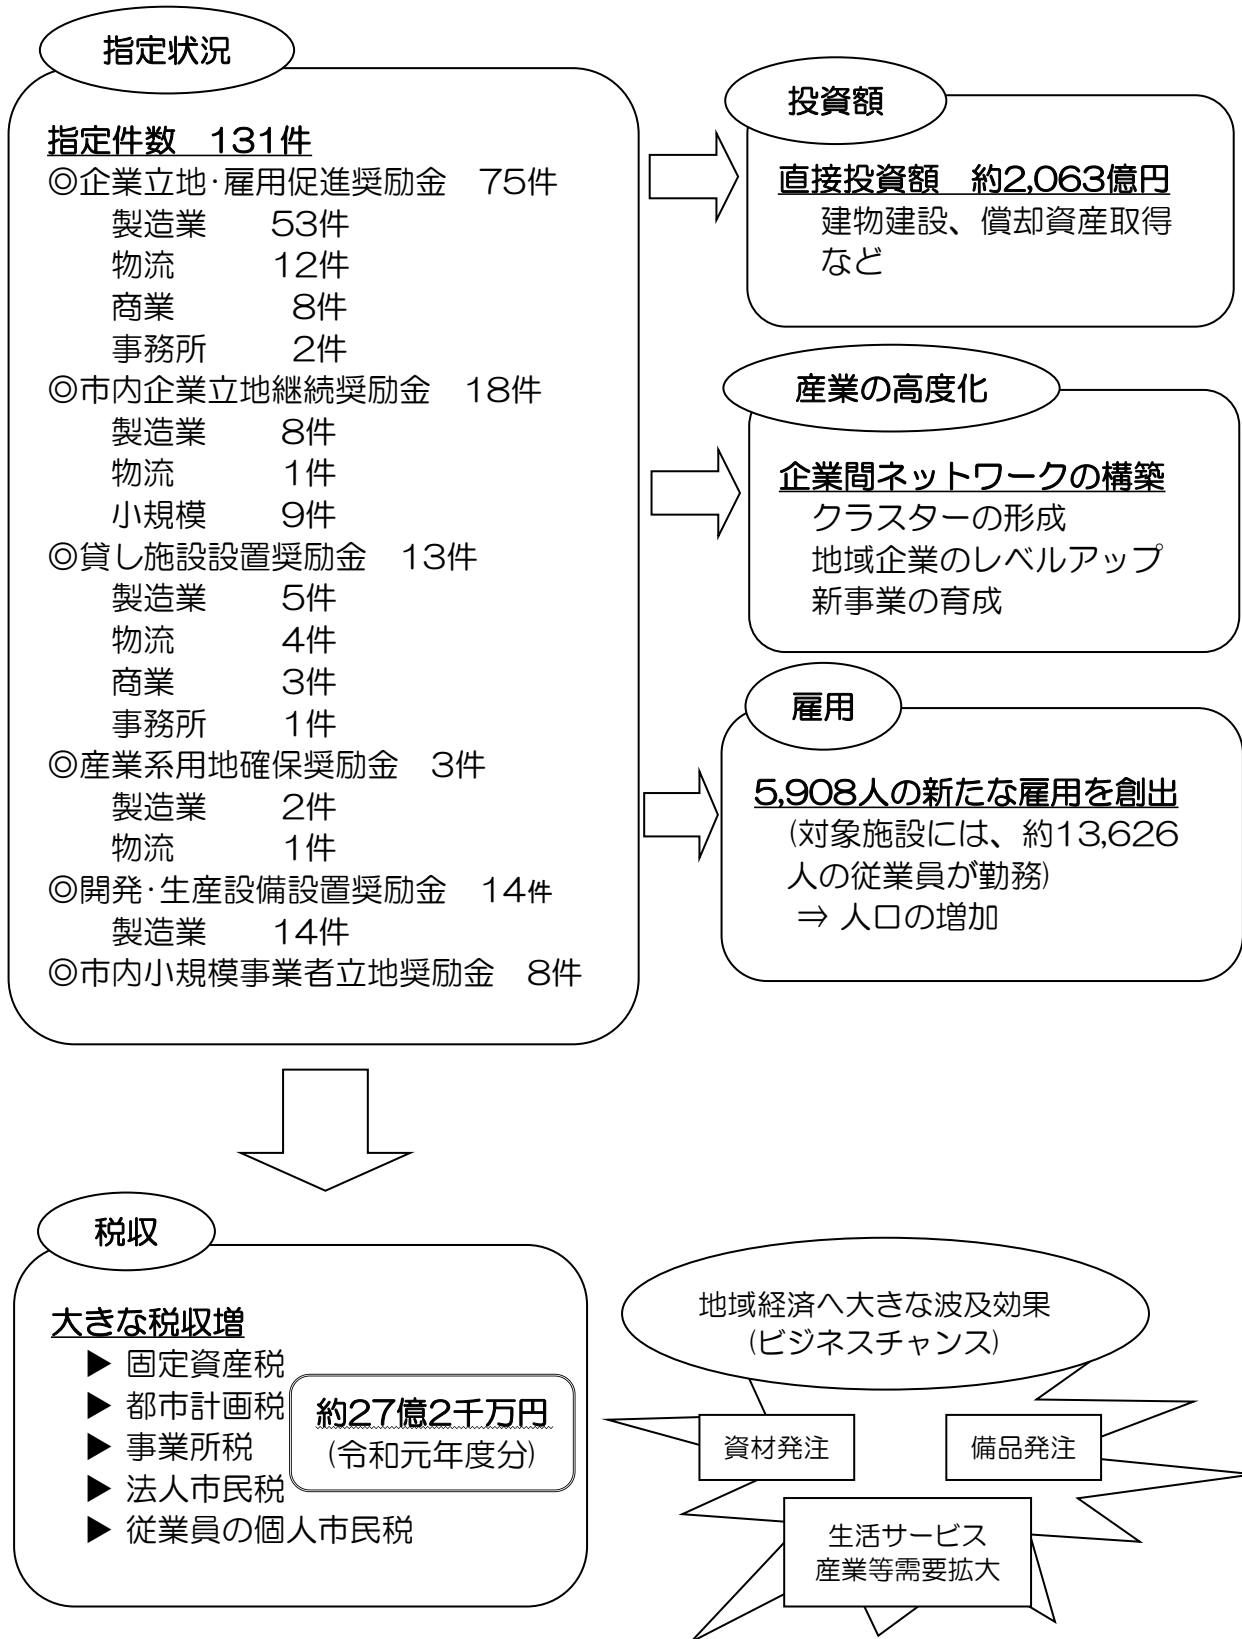 指定状況
指定件数　131件
◎企業立地･雇用促進奨励金　75件
製造業　53件
物流　12件
商業　8件
事務所　2件
◎市内企業立地継続奨励金　18件
製造業　8件
物流　1件
小規模　9件
◎貸し施設設置奨励金　13件
製造業　5件
物流　4件
商業　3件
事務所　1件
◎産業系用地確保奨励金　3件
製造業　2件
物流　1件
◎開発･生産設備設置奨励金　14件
製造業　14件
◎市内小規模事業者立地奨励金　8件
投資額
直接投資額　約2,063億円
建物建設、償却資産取得
など
産業の高度化
企業間ネットワークの構築
クラスターの形成
地域企業のレベルアップ
新事業の育成
雇用
5,908人の新たな雇用を創出
(対象施設には、約13,626
人の従業員が勤務)
⇒ 人口の増加
税収
大きな税収増
▶ 固定資産税
▶ 都市計画税
▶ 事業所税
▶ 法人市民税
▶ 従業員の個人市民税
約27億2千万円
(令和元年度分)
地域経済へ大きな波及効果
(ビジネスチャンス)
資材発注
備品発注
生活サービス
産業等需要拡大